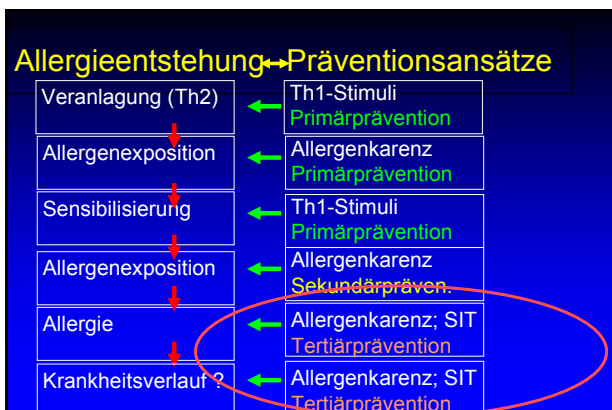 Allergieentstehung↔Präventionsansätze
Veranlagung (Th2)
Th1-Stimuli
Primärprävention
Allergenexposition
Allergenkarenz
Primärprävention
Sensibilisierung
Th1-Stimuli
Primärprävention
Allergenexposition
Allergenkarenz
Sekundärpräven.
Allergie
Allergenkarenz; SIT
Tertiärprävention
Krankheitsverlauf ?
Allergenkarenz; SIT
Tertiärprävention